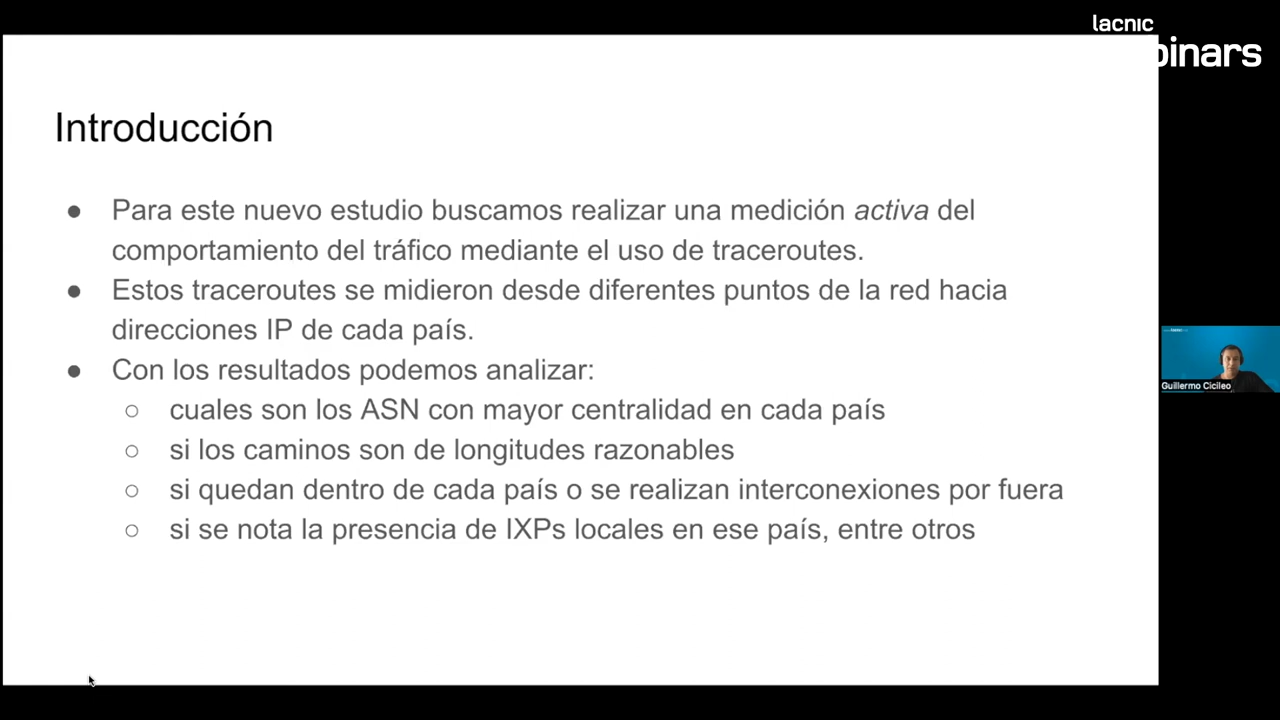 lacnic
binars
Introducción
● Para este nuevo estudio buscamos realizar una medición activa del
comportamiento del tráfico mediante el uso de traceroutes.
● Estos traceroutes se midieron desde diferentes puntos de la red hacia
direcciones IP de cada país.
● Con los resultados podemos analizar:
○ cuales son los ASN con mayor centralidad en cada país
○ si los caminos son de longitudes razonables
○ si quedan dentro de cada país o se realizan interconexiones por fuera
○ si se nota la presencia de IXPs locales en ese país, entre otros
Guillermo Cicileo